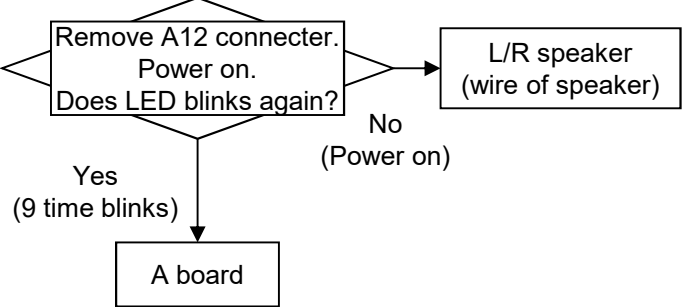 Remove A12 connecter.
Power on.
Does LED blinks again?
L/R speaker
(wire of speaker)
No
(Power on)
Yes
(9 time blinks)
A board